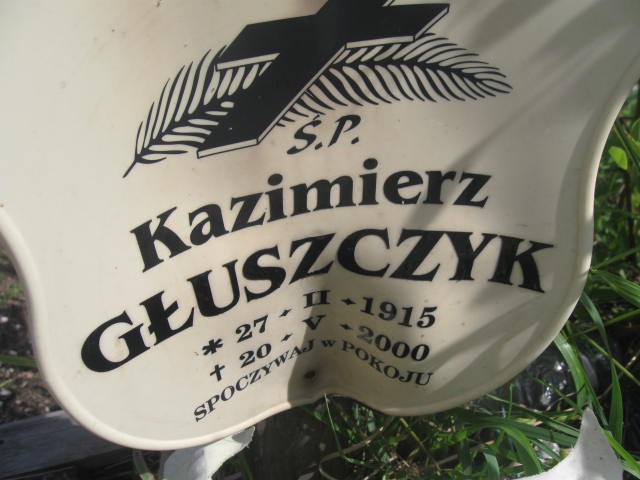 Ś.P.
Kazimierz
GŁUSZCZYK
* 27 · II · 1915
† 20 · V · 2000
SPOCZYWAJ W POKOJU